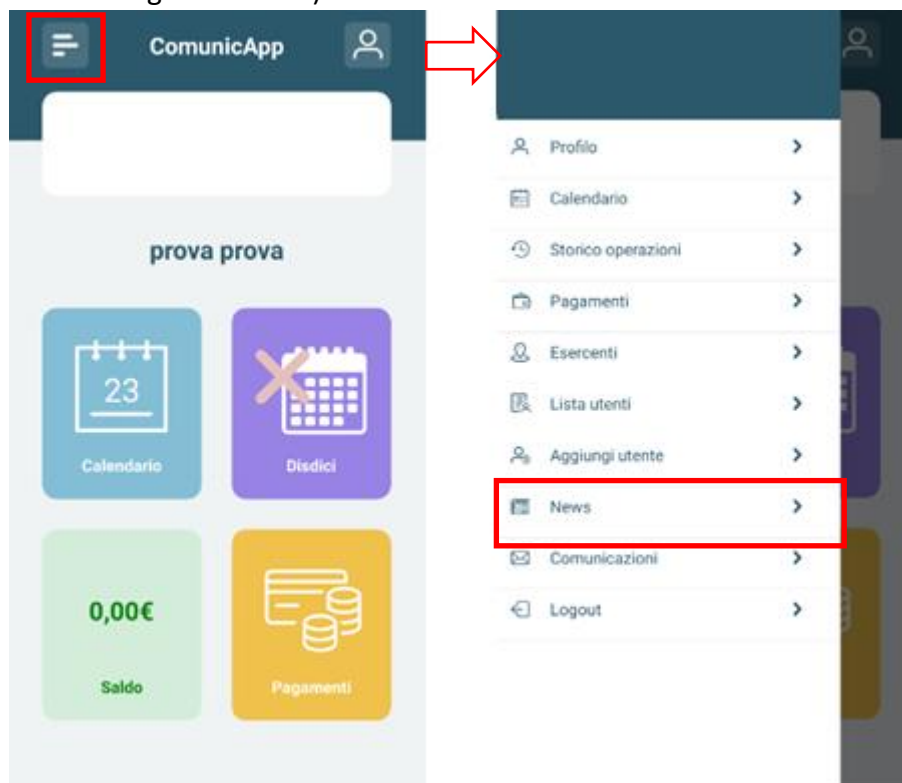 ComunicApp
prova prova
23
Calendario
Disdici
0,00€
Saldo
Pagamenti
Profilo
Calendario
Storico operazioni
Pagamenti
Esercenti
Lista utenti
Aggiungi utente
News
Comunicazioni
Logout